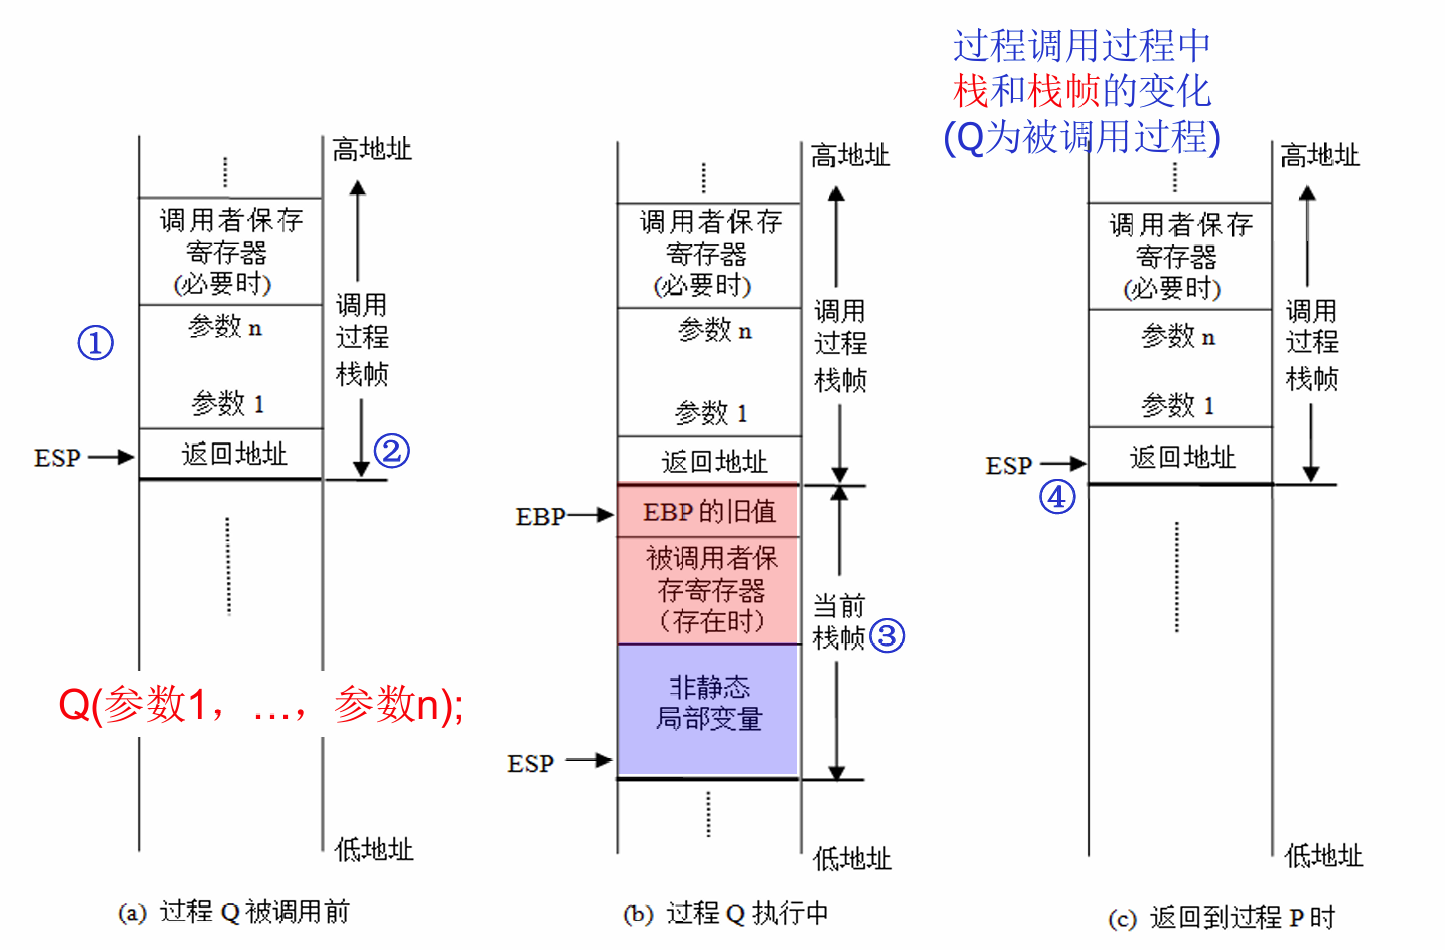 过程调用过程中
栈和栈帧的变化
(Q为被调用过程)
高地址
调用者保存
寄存器
(必要时)
参数 n
①
参数 1
ESP
返回地址
②
调用
过程
栈帧
Q(参数1，…，参数n);
低地址
(a) 过程 Q 被调用前
高地址
调用者保存
寄存器
(必要时)
参数 n
参数 1
返回地址
调用
过程
栈帧
EBP
EBP 的旧值
被调用者保
存寄存器
（存在时）
当前
栈帧
③
非静态
局部变量
ESP
低地址
(b) 过程 Q 执行中
高地址
调用者保存
寄存器
(必要时)
参数 n
参数 1
ESP
返回地址
④
调用
过程
栈帧
低地址
(c) 返回到过程 P 时